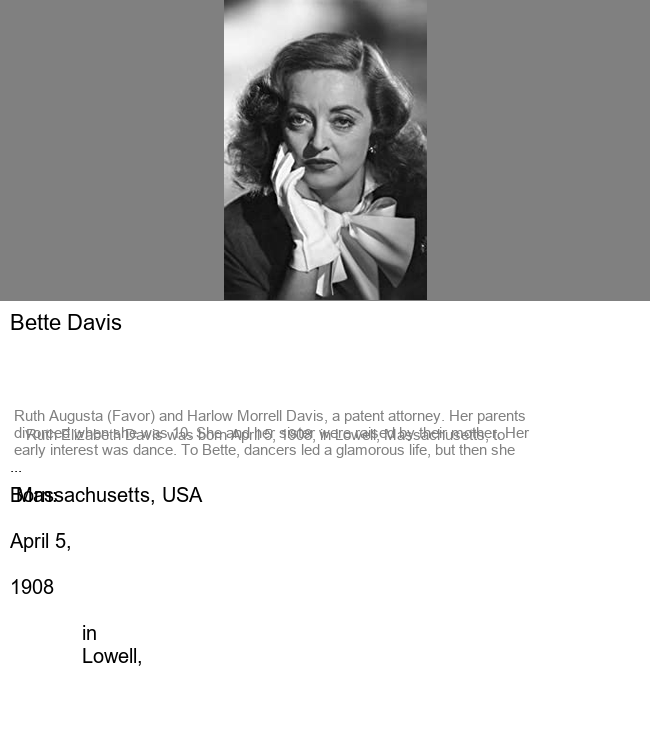 Bette Davis
Ruth Augusta (Favor) and Harlow Morrell Davis, a patent attorney. Her parents
divorced when she was 10. She and her sister were raised by their mother. Her
Ruth Elizabeth Davis was born April 5, 1908, in Lowell, Massachusetts, to
early interest was dance. To Bette, dancers led a glamorous life, but then she
...
Born:
Massachusetts, USA
April 5,
1908
in
Lowell,